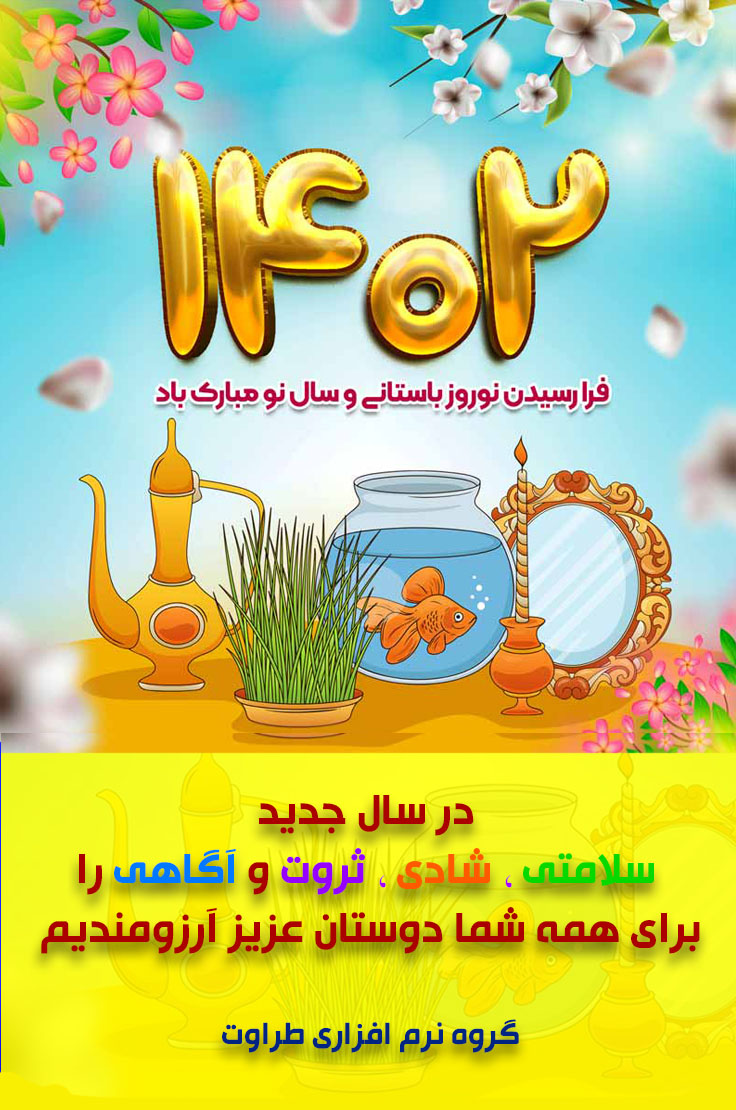 ۱۴۰۲
فرا رسیدن نوروز باستانی و سال نو مبارک باد
در سال جدید
سلامتی ، شادی ، ثروت و آگاهی را
برای همه شما دوستان عزیز آرزومندیم
گروه نرم افزاری طراوت